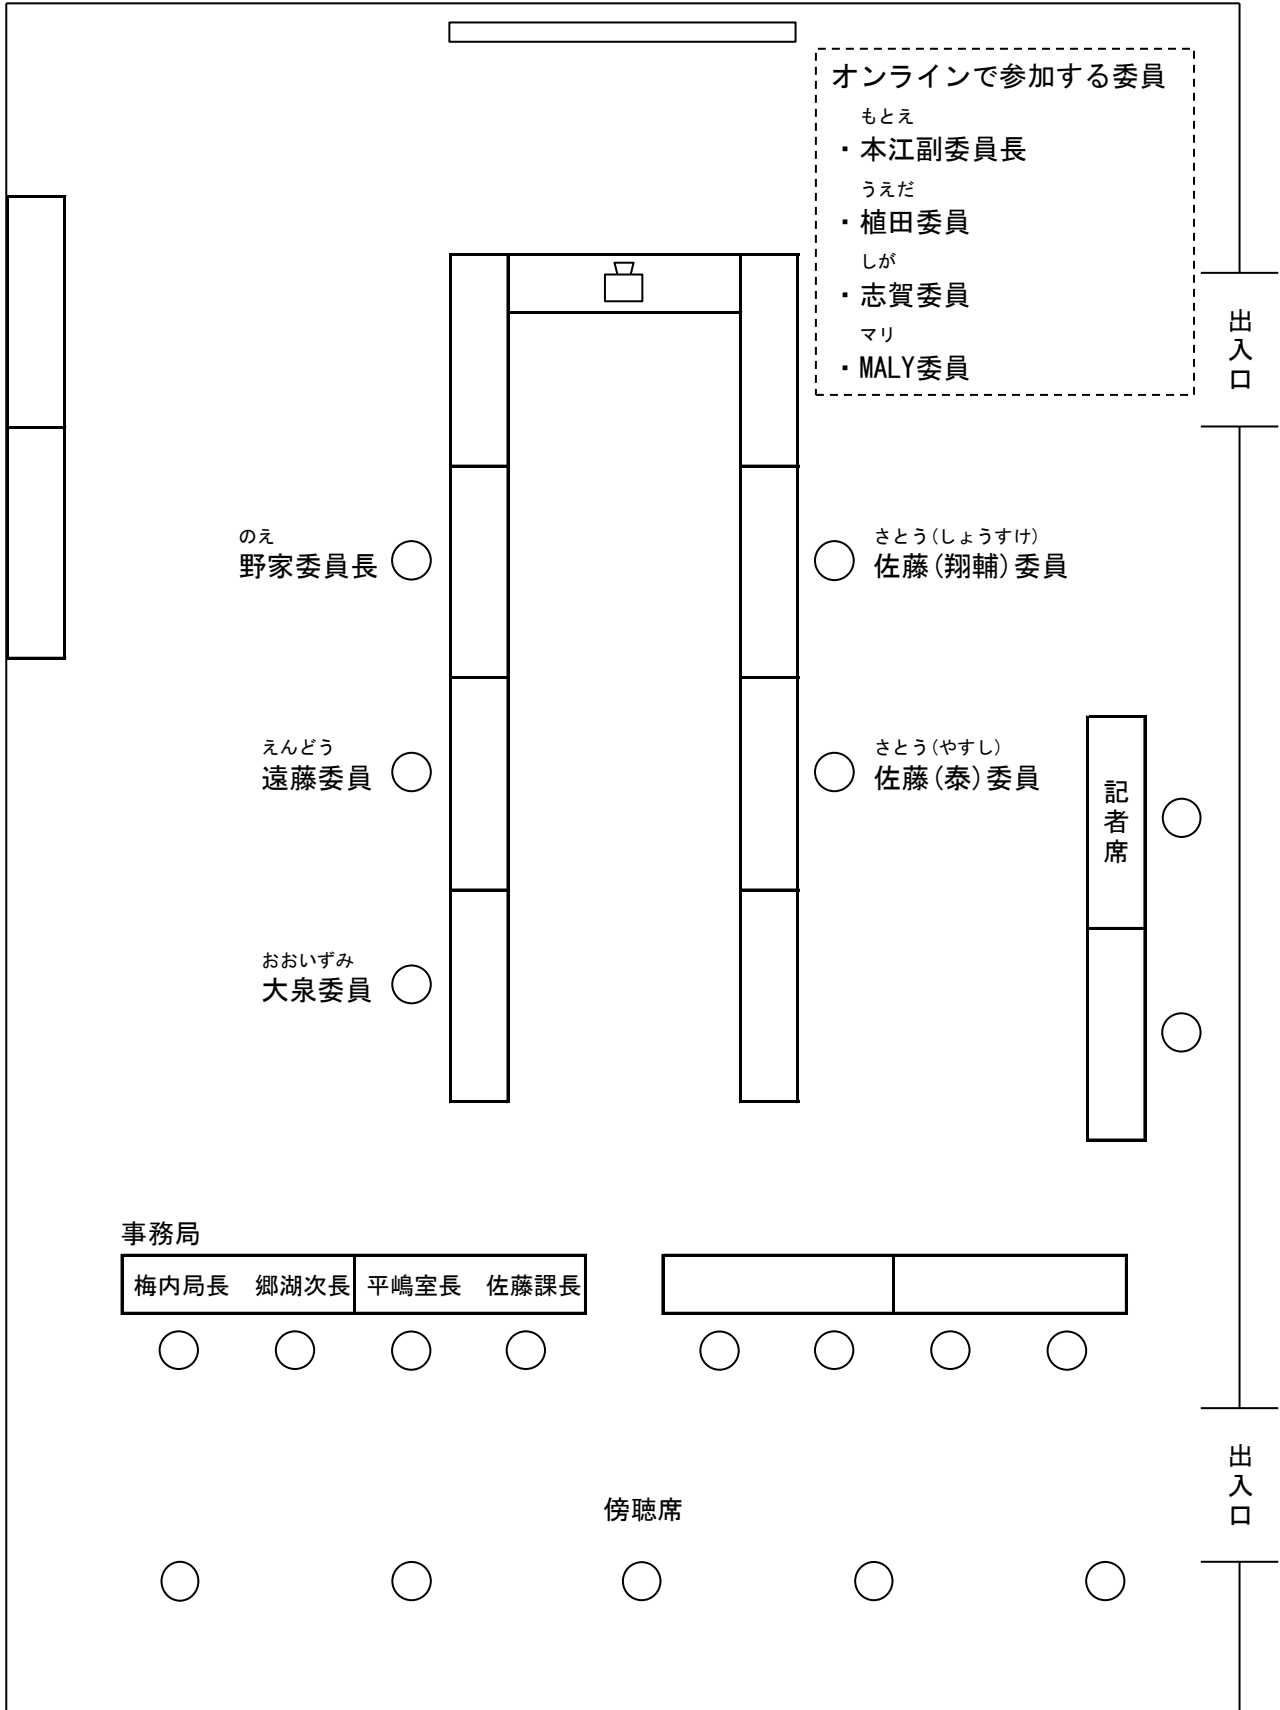 オンラインで参加する委員
もとえ
・本江副委員長
うえだ
・植田委員
しが
・志賀委員
マリ
・MALY委員
出入口
のえ
野家委員長
さとう(しょうすけ)
佐藤(翔輔)委員
えんどう
遠藤委員
さとう(やすし)
佐藤(泰)委員
記者席
おおいずみ
大泉委員
事務局
梅内局長 郷湖次長 平嶋室長 佐藤課長
出入口
傍聴席